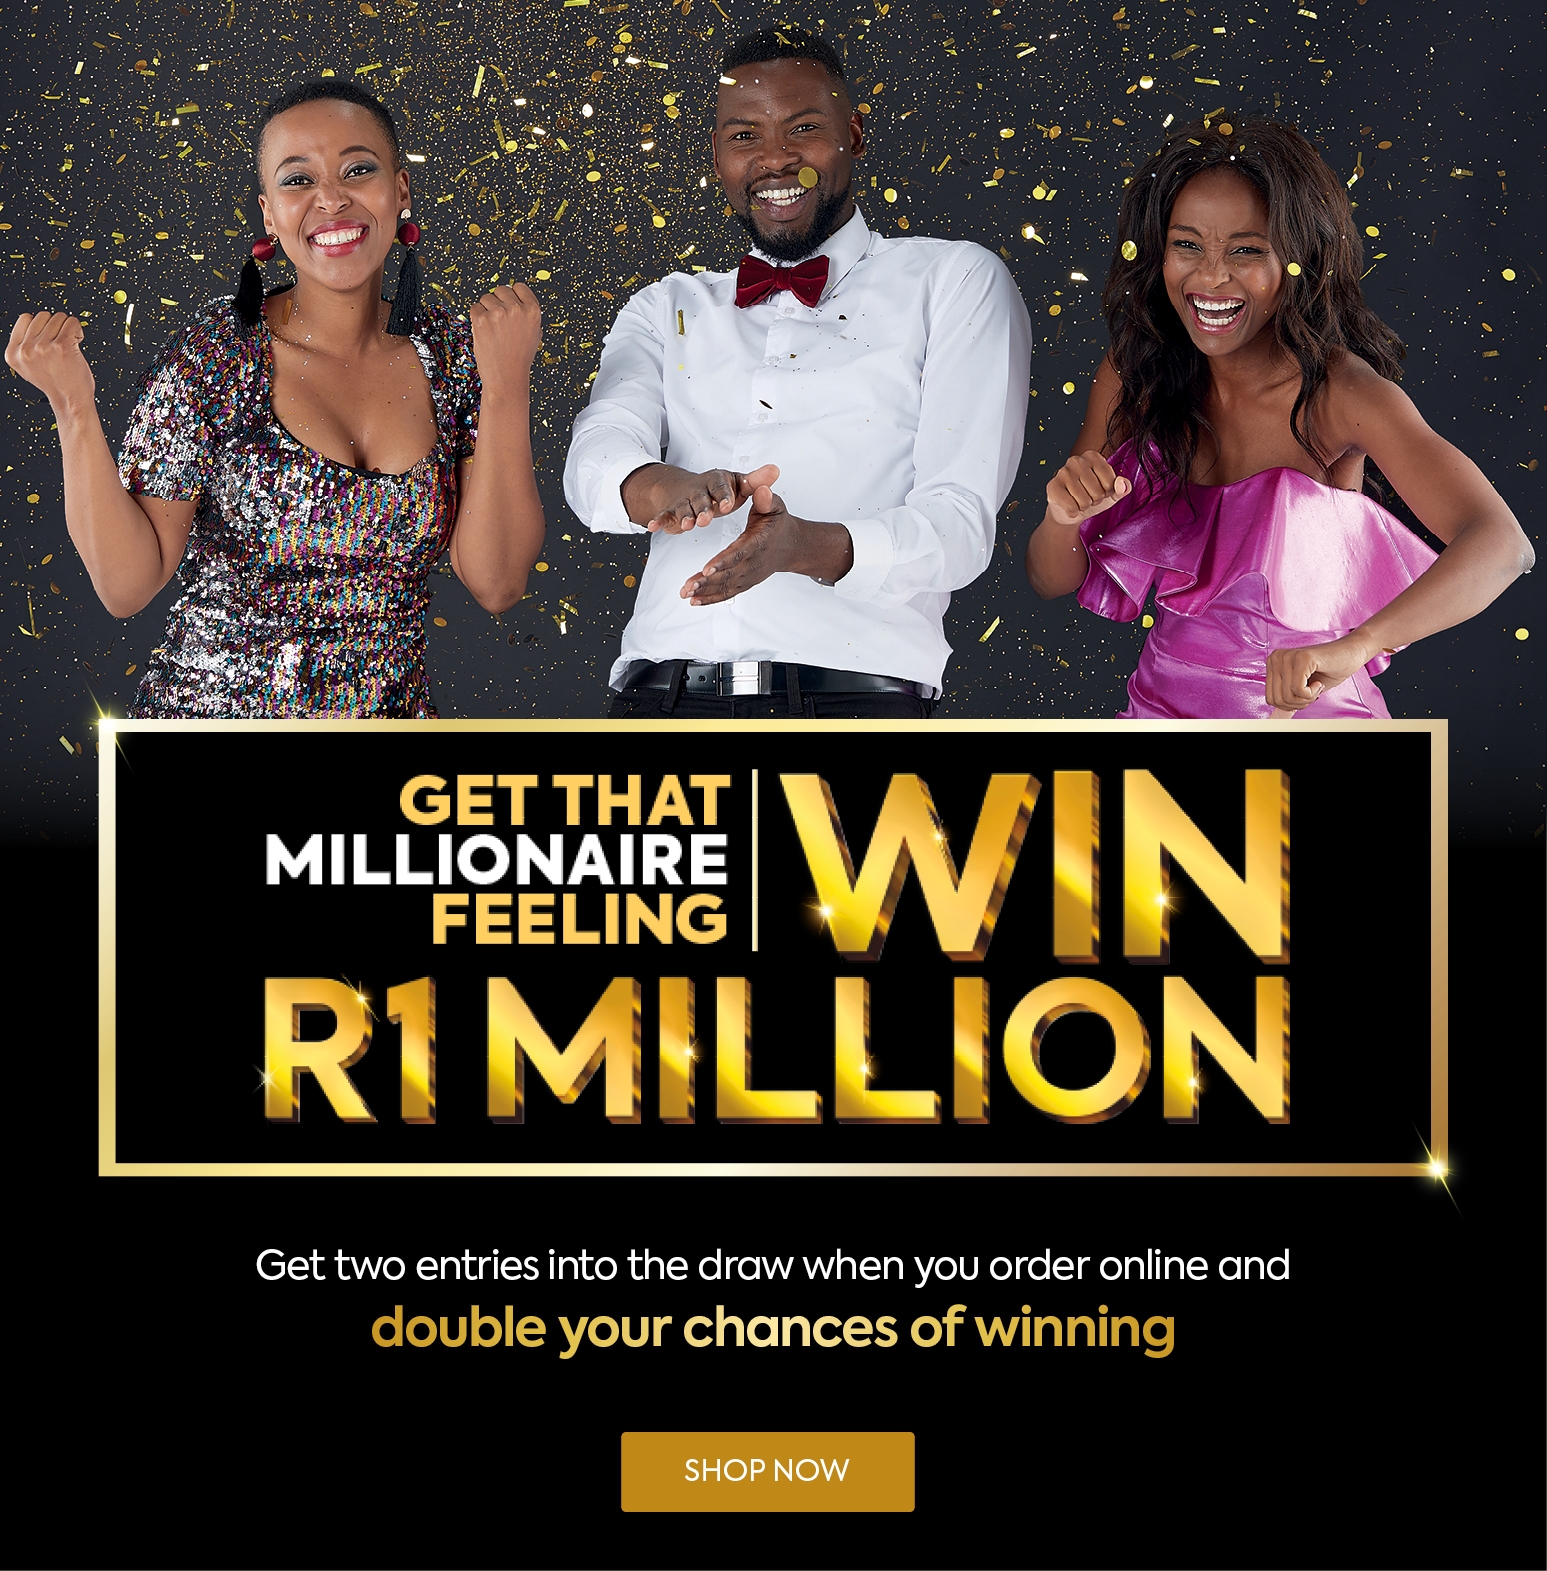 GET THAT
MILLIONAIRE
FEELING
WIN
R1 MILLION
Get two entries into the draw when you order online and
double your chances of winning
SHOP NOW